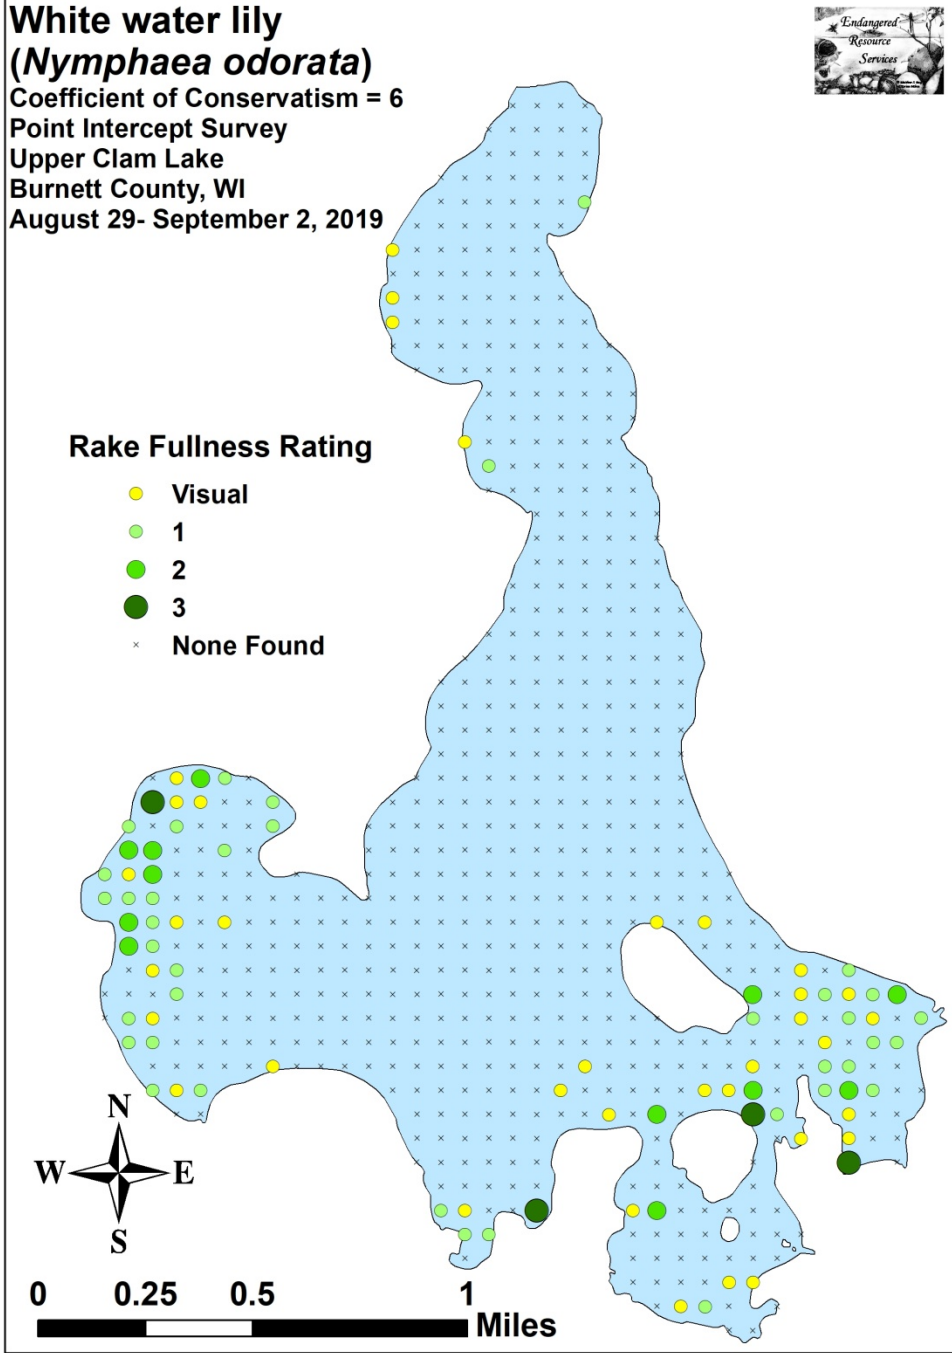 White water lily
(Nymphaea odorata)
Coefficient of Conservatism = 6
Point Intercept Survey
Upper Clam Lake
Burnett County, WI
August 29- September 2, 2019
Endangered
Resource
Services
Rake Fullness Rating
Visual
1
2
3
None Found
N
W E
S
0 0.25 0.5 1
Miles